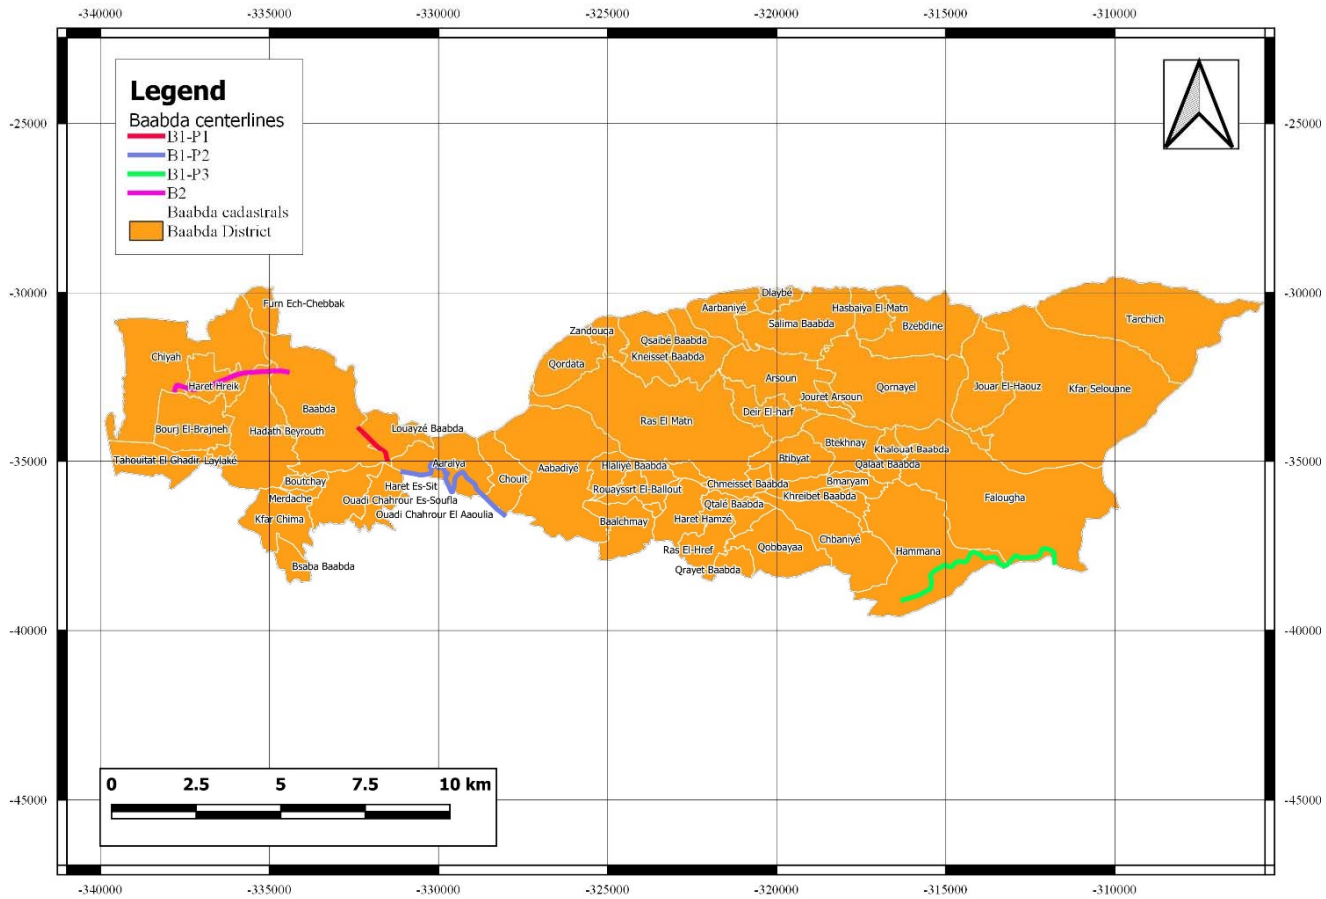 -340000 -335000 -330000 -325000 -320000 -315000 -310000
-25000 -25000
Legend
Baabda centerlines
B1-P1
B1-P2
B1-P3
B2
Baabda cadastrals
Baabda District
-30000 -30000
Furn Ech-Chebbak
Dlaybé
Aarbaniyé
Hasbaiya El-Matn
Tarchich
Salima Baabda
Bzebdine
Zandouqa
Qsaibé Baabda
Chiyah
Kneisset Baabda
Qordata
Arsoun
Haret Hreik
Qornayel
Jouar El-Haouz
Kfar Selouane
Jouret Arsoun
Baabda
Deir El-harf
Ras El Matn
Bourj El-Brajneh
Hadath Beyrouth
Louayzé Baabda
Btekhnay
Khalouat Baabda
Tahouitat El Ghadir
Laylaké
Btibyat
-35000 -35000
Aaraiya
Aabadiyé
Hlaliyé Baabda
Qalaat Baabda
Boutchay
Chouit
Haret Es-Sit
Rouayssrt El-Ballout
Chmeisset Baabda
Bmaryam
Merdache
Ouadi Chahrour Es-Soufla
Khreibet Baabda
Falougha
Qtalé Baabda
Kfar Chima
Ouadi Chahrour El Aaoulia
Baalchmay
Haret Hamzé
Chbaniyé
Ras El-Href
Qobbayaa
Hammana
Bsaba Baabda
Qrayet Baabda
-40000 -40000
0 2.5 5 7.5 10 km
-45000 -45000
-340000 -335000 -330000 -325000 -320000 -315000 -310000